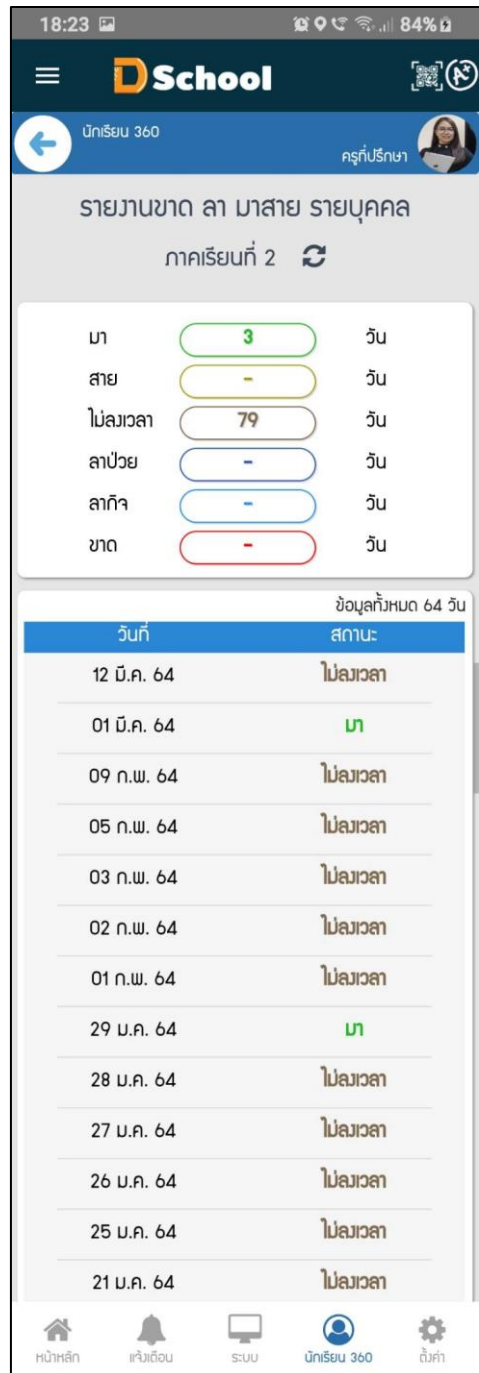 18:23 84%
DSchool A+
นักเรียน 360
ครูที่ปรึกษา
รายงานขาด ลา มาสาย รายบุคคล
ภาคเรียนที่ 2
มา 3 วัน
สาย - วัน
ไม่ลงเวลา 79 วัน
ลาป่วย - วัน
ลากิจ - วัน
ขาด - วัน
ข้อมูลทั้งหมด 64 วัน
วันที่ สถานะ
12 มี.ค. 64 ไม่ลงเวลา
01 มี.ค. 64 มา
09 ก.พ. 64 ไม่ลงเวลา
05 ก.พ. 64 ไม่ลงเวลา
03 ก.พ. 64 ไม่ลงเวลา
02 ก.พ. 64 ไม่ลงเวลา
01 ก.พ. 64 ไม่ลงเวลา
29 ม.ค. 64 มา
28 ม.ค. 64 ไม่ลงเวลา
27 ม.ค. 64 ไม่ลงเวลา
26 ม.ค. 64 ไม่ลงเวลา
25 ม.ค. 64 ไม่ลงเวลา
21 ม.ค. 64 ไม่ลงเวลา
หน้าหลัก แจ้งเตือน ระบบ นักเรียน 360 ตั้งค่า